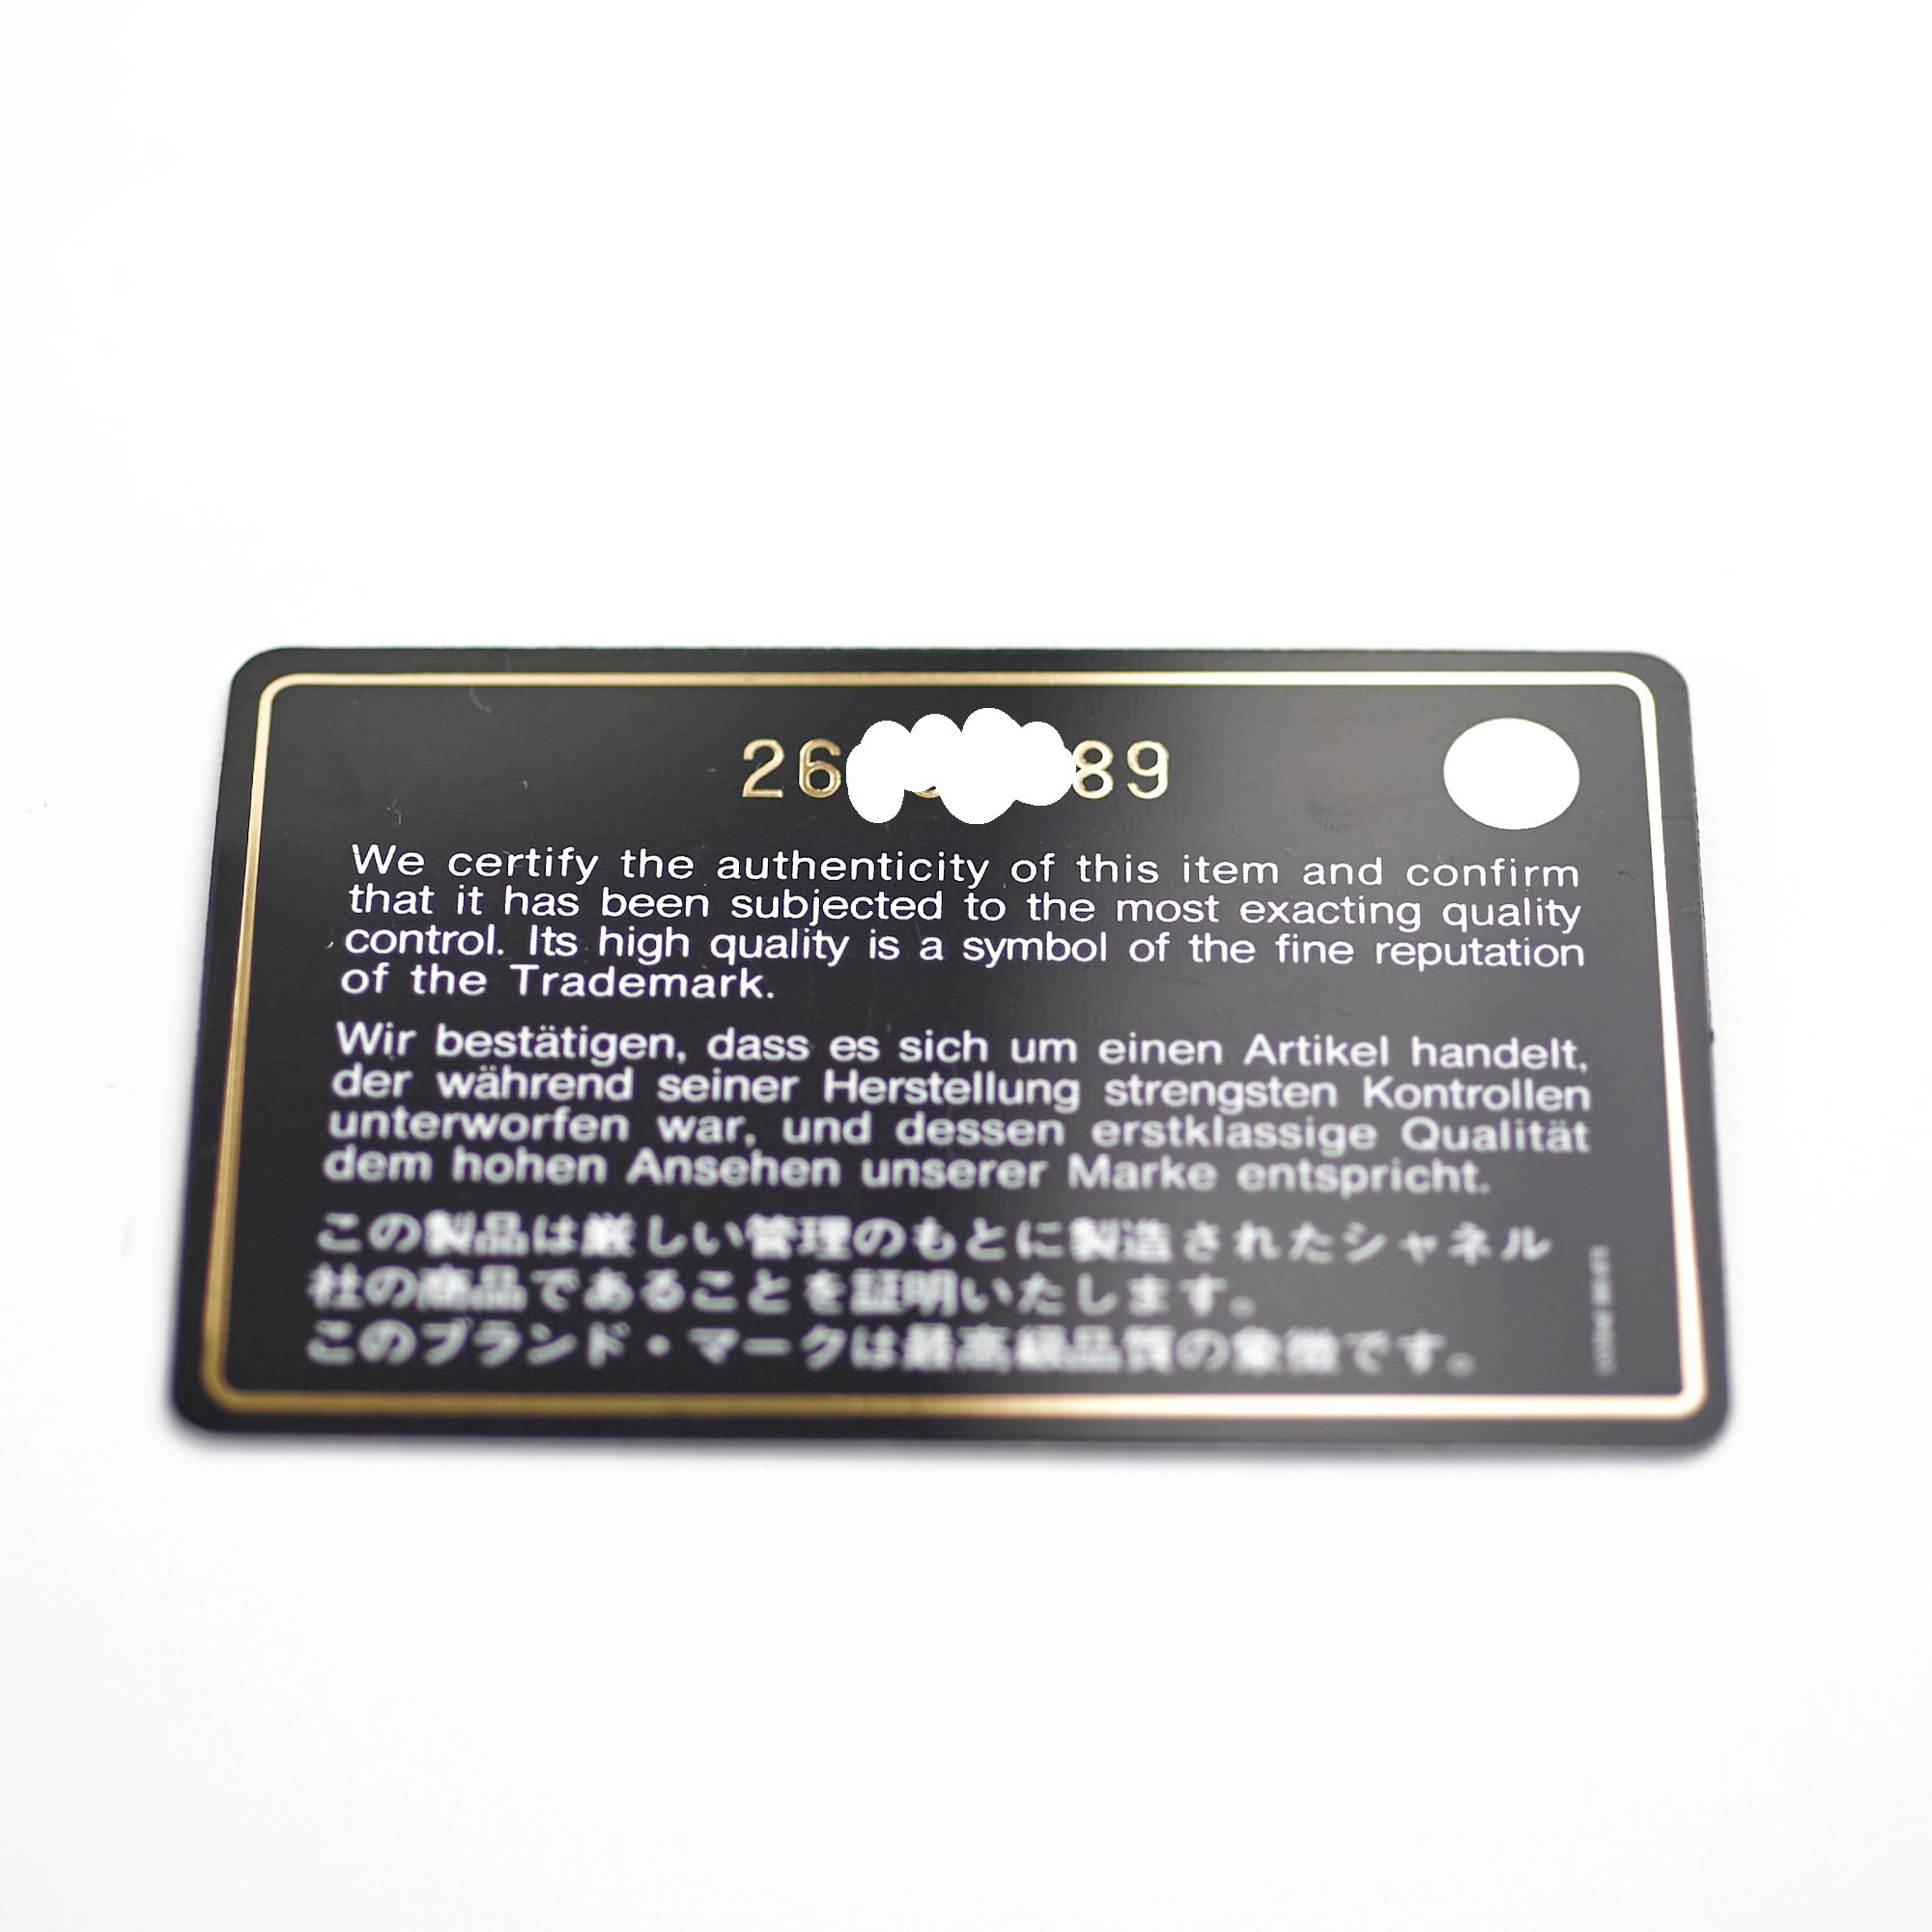 26 89
We certify the authenticity of this item and confirm
that it has been subjected to the most exacting quality
control. Its high quality is a symbol of the fine reputation
of the Trademark.
Wir bestätigen, dass es sich um einen Artikel handelt,
der während seiner Herstellung strengsten Kontrollen
unterworfen war, und dessen erstklassige Qualität
dem hohen Ansehen unserer Marke entspricht.
この製品は厳しい管理のもとに製造されたシャネル
社の商品であることを証明いたします。
このブランド・マークは最高級品質の象徴です。